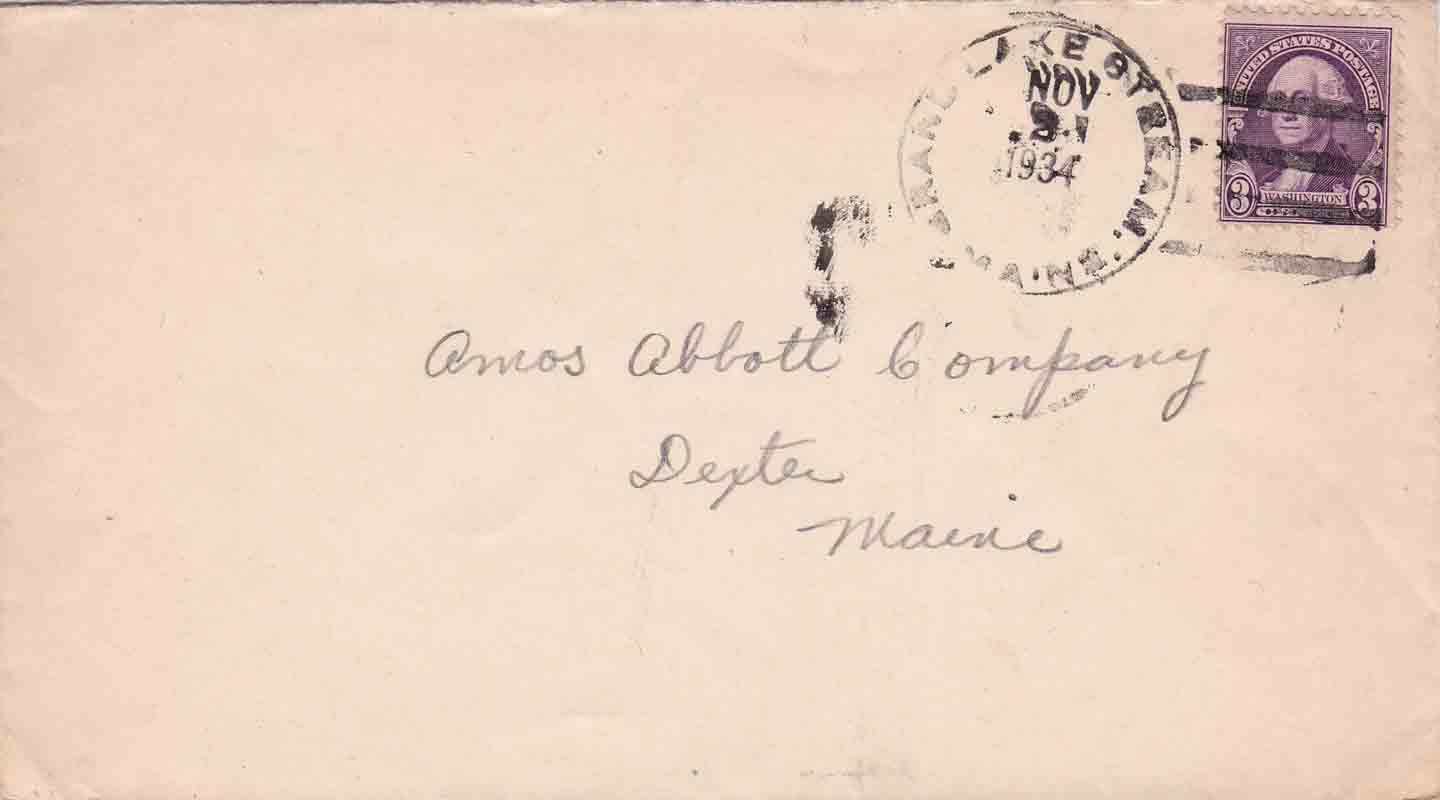 GRAND LAKE STREAM.
MAINE.
NOV
1934
UNITED STATES POSTAGE
3 WASHINGTON 3
Amos Abbott Company
Dexter
Maine